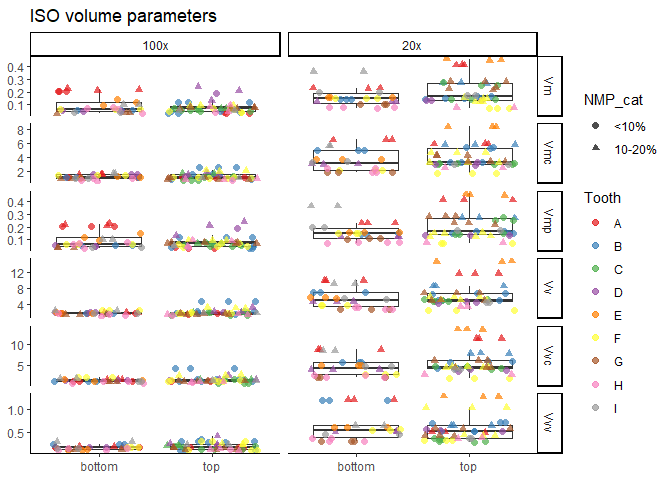 ISO volume parameters
100x
20x
0.4
0.3
0.2
0.1
Vm
8
6
4
2
Vmc
0.4
0.3
0.2
0.1
Vmp
12
8
4
Vv
10
5
Vvc
1.0
0.5
Vvv
bottom
top
bottom
top
NMP_cat
<10%
10-20%
Tooth
A
B
C
D
E
F
G
H
I